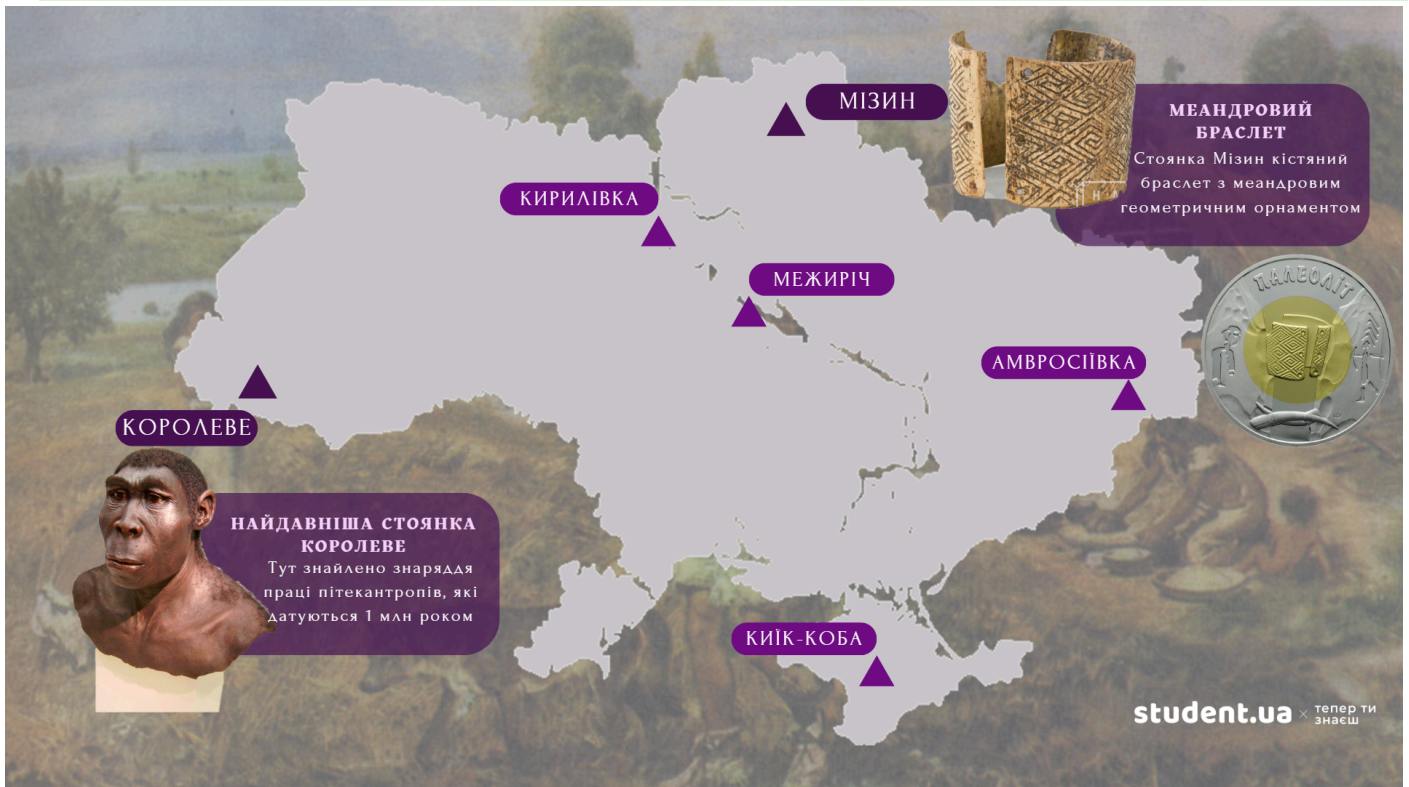 МІЗИН
МЕАНДРОВИЙ
БРАСЛЕТ
Стоянка Мізин кістяний
браслет з меандровим
геометричним орнаментом
КИРИЛІВКА
МЕЖИРІЧ
ПАЛЕОЛІТ
АМВРОСІЇВКА
КОРОЛЕВЕ
НАЙДАВНІША СТОЯНКА
КОРОЛЕВЕ
Тут знайдено знаряддя
праці пітекантропів, які
датуються 1 млн роком
КИЇК-КОБА
student.ua × тепер ти
знаєш